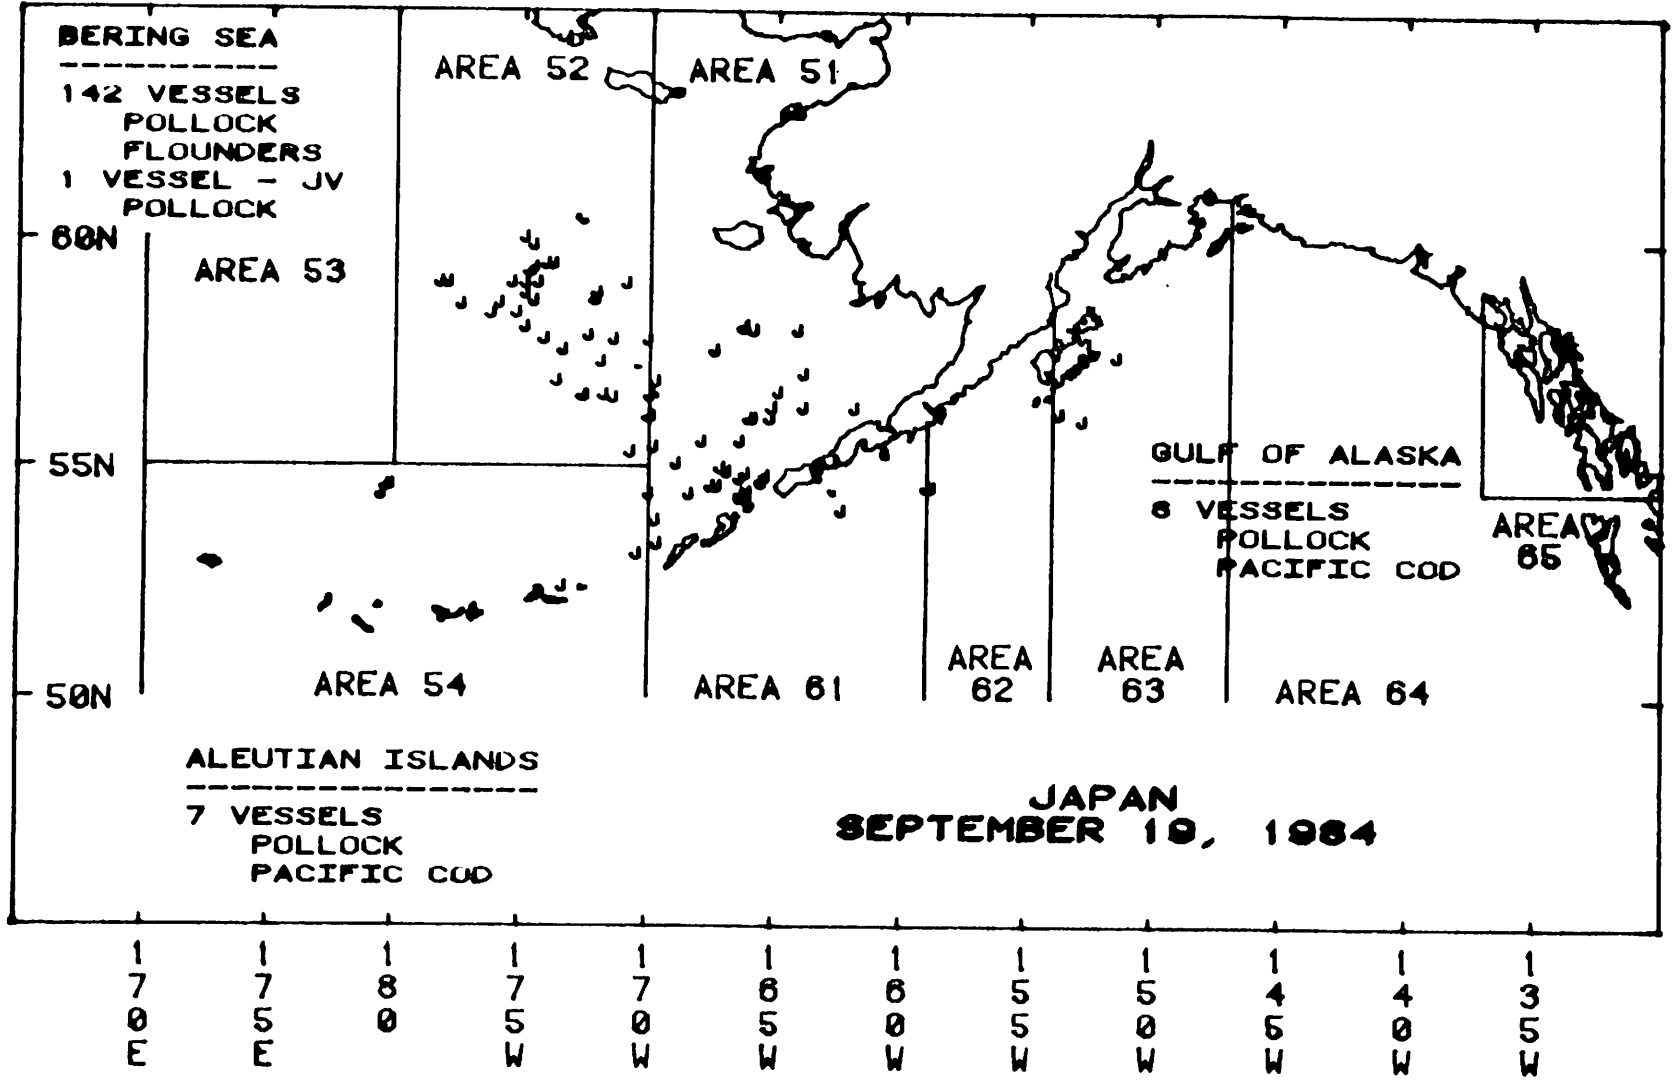 BERING SEA
142 VESSELS
POLLOCK
FLOUNDERS
1 VESSEL - JV
POLLOCK
AREA 52
AREA 51
60N
AREA 53
55N
GULF OF ALASKA
VESSELS
POLLOCK
PACIFIC COD
AREA
65
50N
AREA 54
AREA 61
AREA
62
AREA
63
AREA 64
ALEUTIAN ISLANDS
7 VESSELS
POLLOCK
PACIFIC COD
JAPAN
SEPTEMBER 19, 1984
170E
175E
180
175W
170W
165W
160W
155W
150W
145W
140W
135W